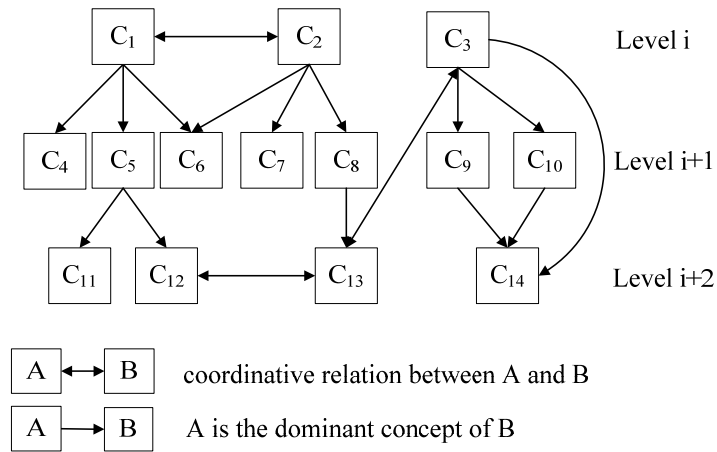 C1 C2 C3 Level i
C4 C5 C6 C7 C8 C9 C10 Level i+1
C11 C12 C13 C14 Level i+2
A B coordinative relation between A and B
A B A is the dominant concept of B